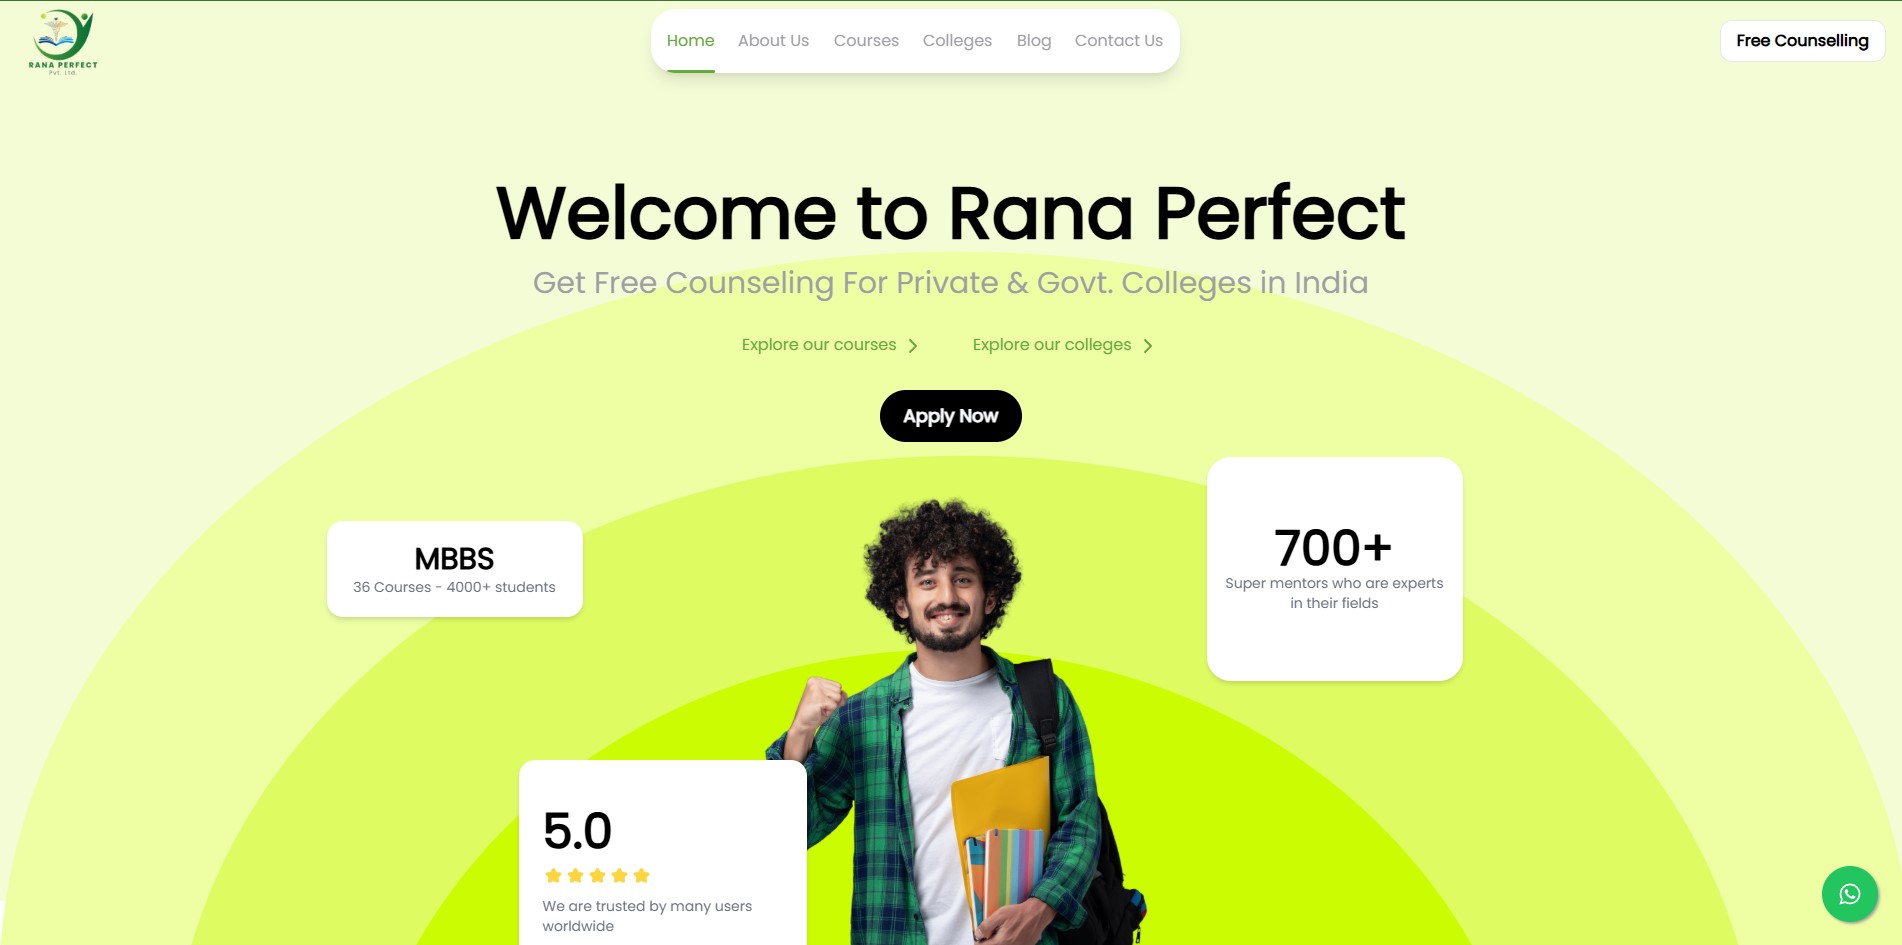 RANA PERFECT
Pvt. Ltd.
Home
About Us
Courses
Colleges
Blog
Contact Us
Free Counselling
Welcome to Rana Perfect
Get Free Counseling For Private & Govt. Colleges in India
Explore our courses
Explore our colleges
Apply Now
MBBS
36 Courses - 4000+ students
700+
Super mentors who are experts
in their fields
5.0
We are trusted by many users
worldwide